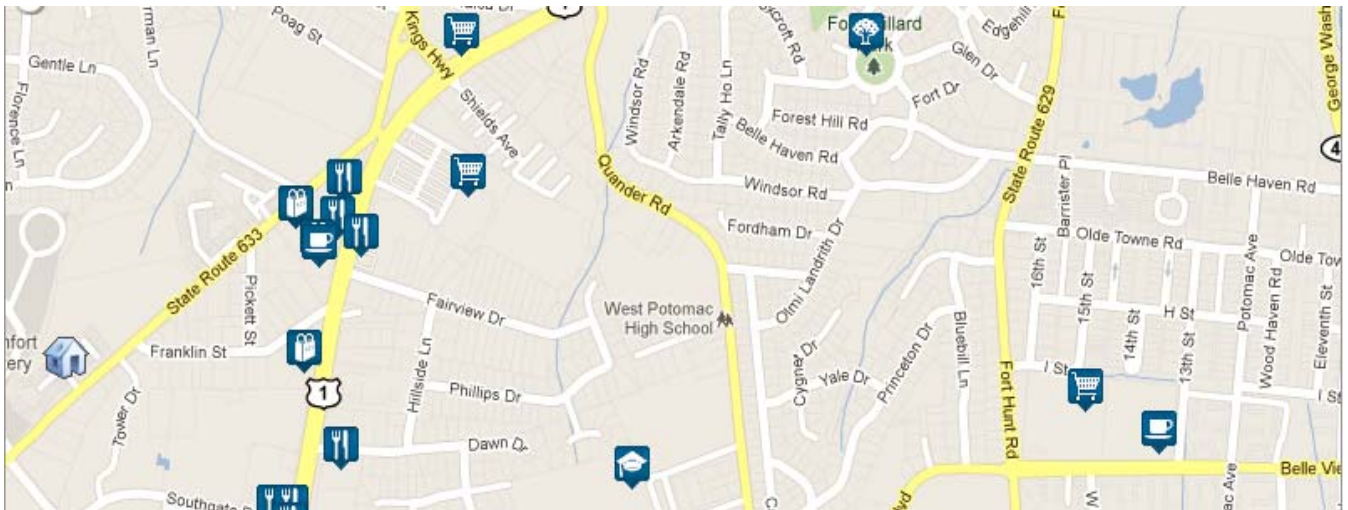 Poag St
Kings Hwy
Gentle Ln
Florence Ln
Shields Ave
Windsor Rd
Arkendale Rd
Tally Ho Ln
Quander Rd
Forest Hill Rd
Belle Haven Rd
Windsor Rd
Fort Dr
Glen Dr
Edgehill
State Route 629
Barrister Pl
Belle Haven Rd
George Wash
4
Fordham Dr
Olmi Landrith Dr
Olde Towne Rd
Olde Tow
16th St
15th St
14th St
13th St
H St
I St
I St
Potomac Ave
Wood Haven Rd
Eleventh St
State Route 633
Pickett St
Franklin St
Tower Dr
1
Fairview Dr
Hillside Ln
Phillips Dr
Dawn Dr
West Potomac
High School
Cygnet Dr
Yale Dr
Princeton Dr
Bluebill Ln
Fort Hunt Rd
Belle Vie